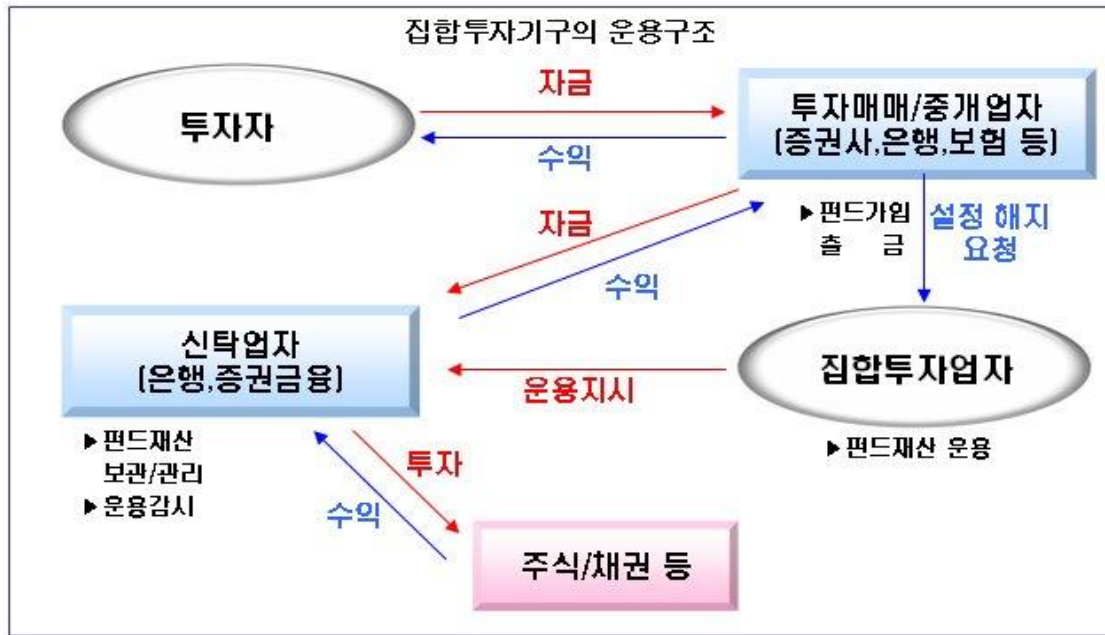 집합투자기구의 운용구조
투자자
자금
수익
투자매매/중개업자
(증권사,은행,보험 등)
자금
수익
▶펀드가입
출 금
설정 해지
요청
신탁업자
(은행,증권금융)
운용지시
집합투자업자
▶펀드재산
보관/관리
▶운용감시
▶펀드재산 운용
투자
수익
주식/채권 등